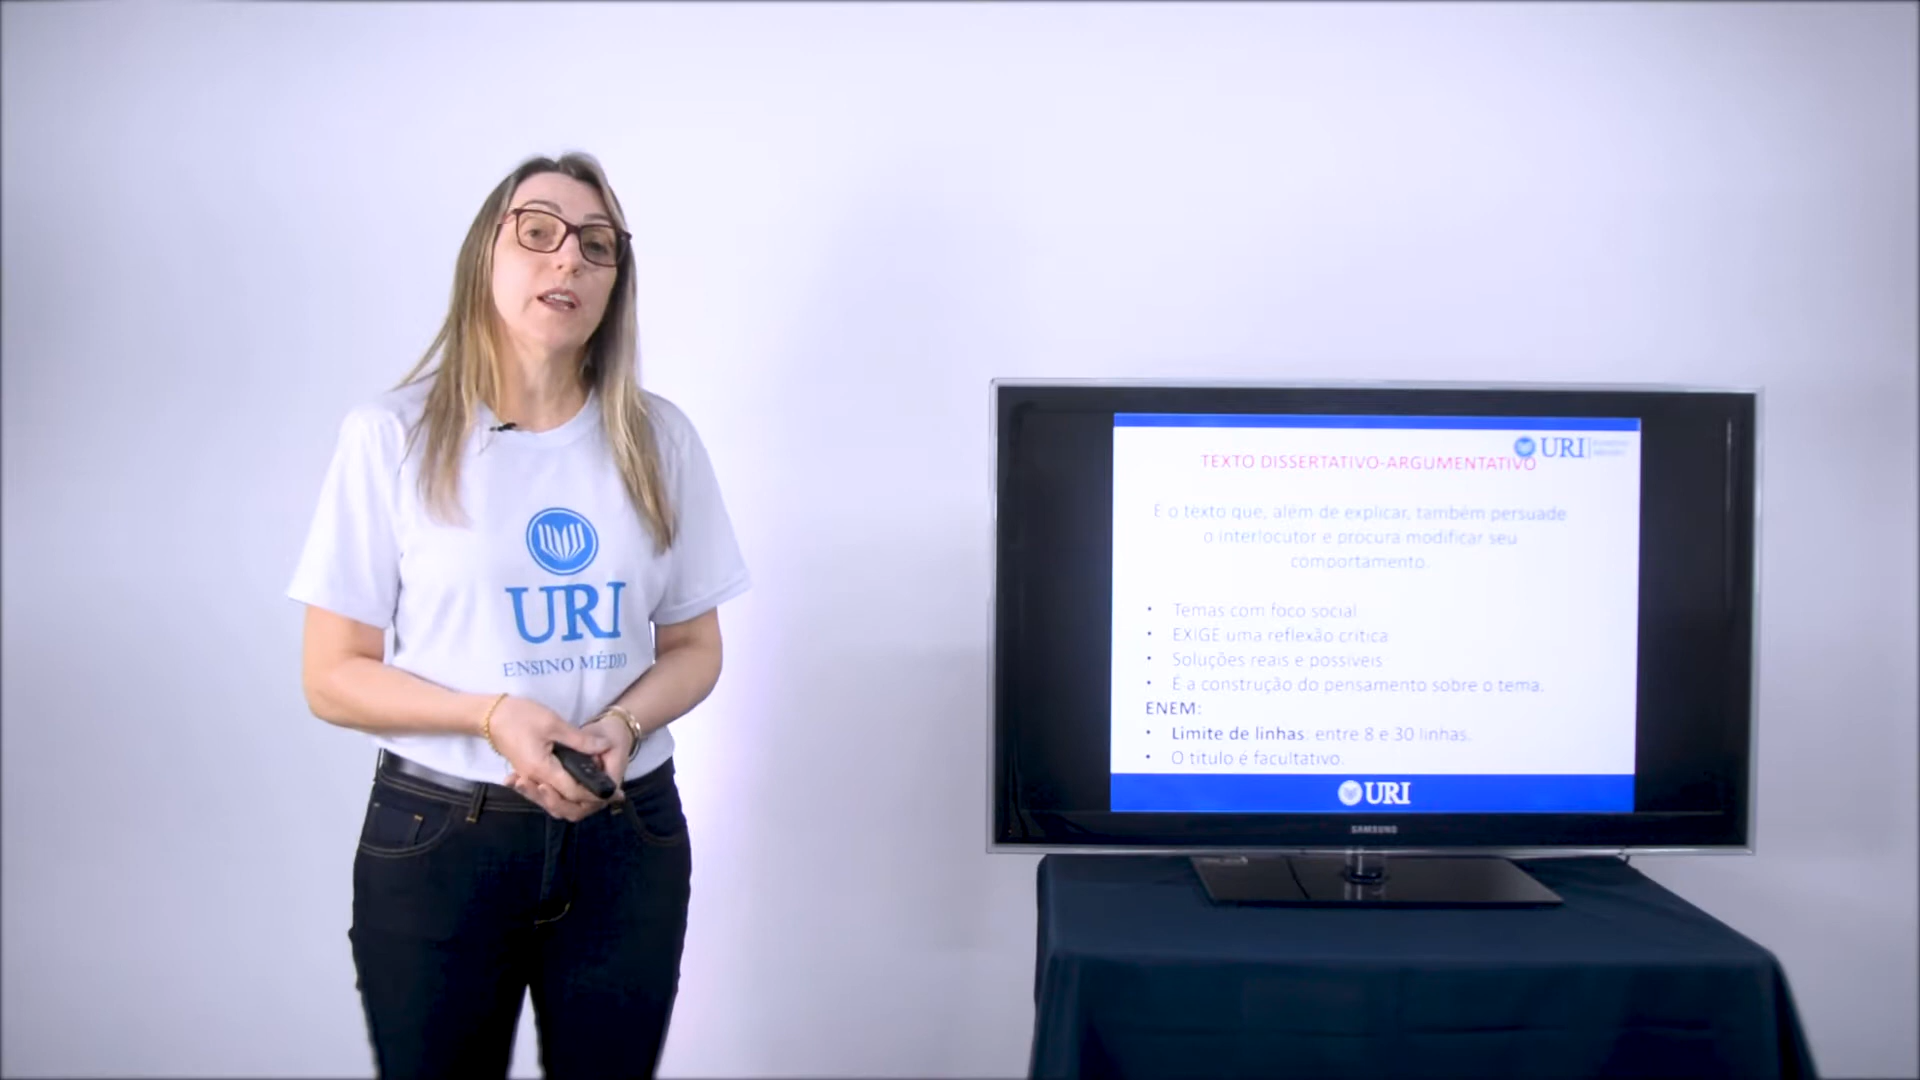 URI
ENSINO MÉDIO
URI
TEXTO DISSERTATIVO-ARGUMENTATIVO
É o texto que, além de explicar, também persuade
o interlocutor e procura modificar seu
comportamento.
• Temas com foco social
• EXIGE uma reflexão crítica
• Soluções reais e possíveis
• É a construção do pensamento sobre o tema.
ENEM:
• Limite de linhas: entre 8 e 30 linhas.
• O título é facultativo.
URI
SAMSUNG